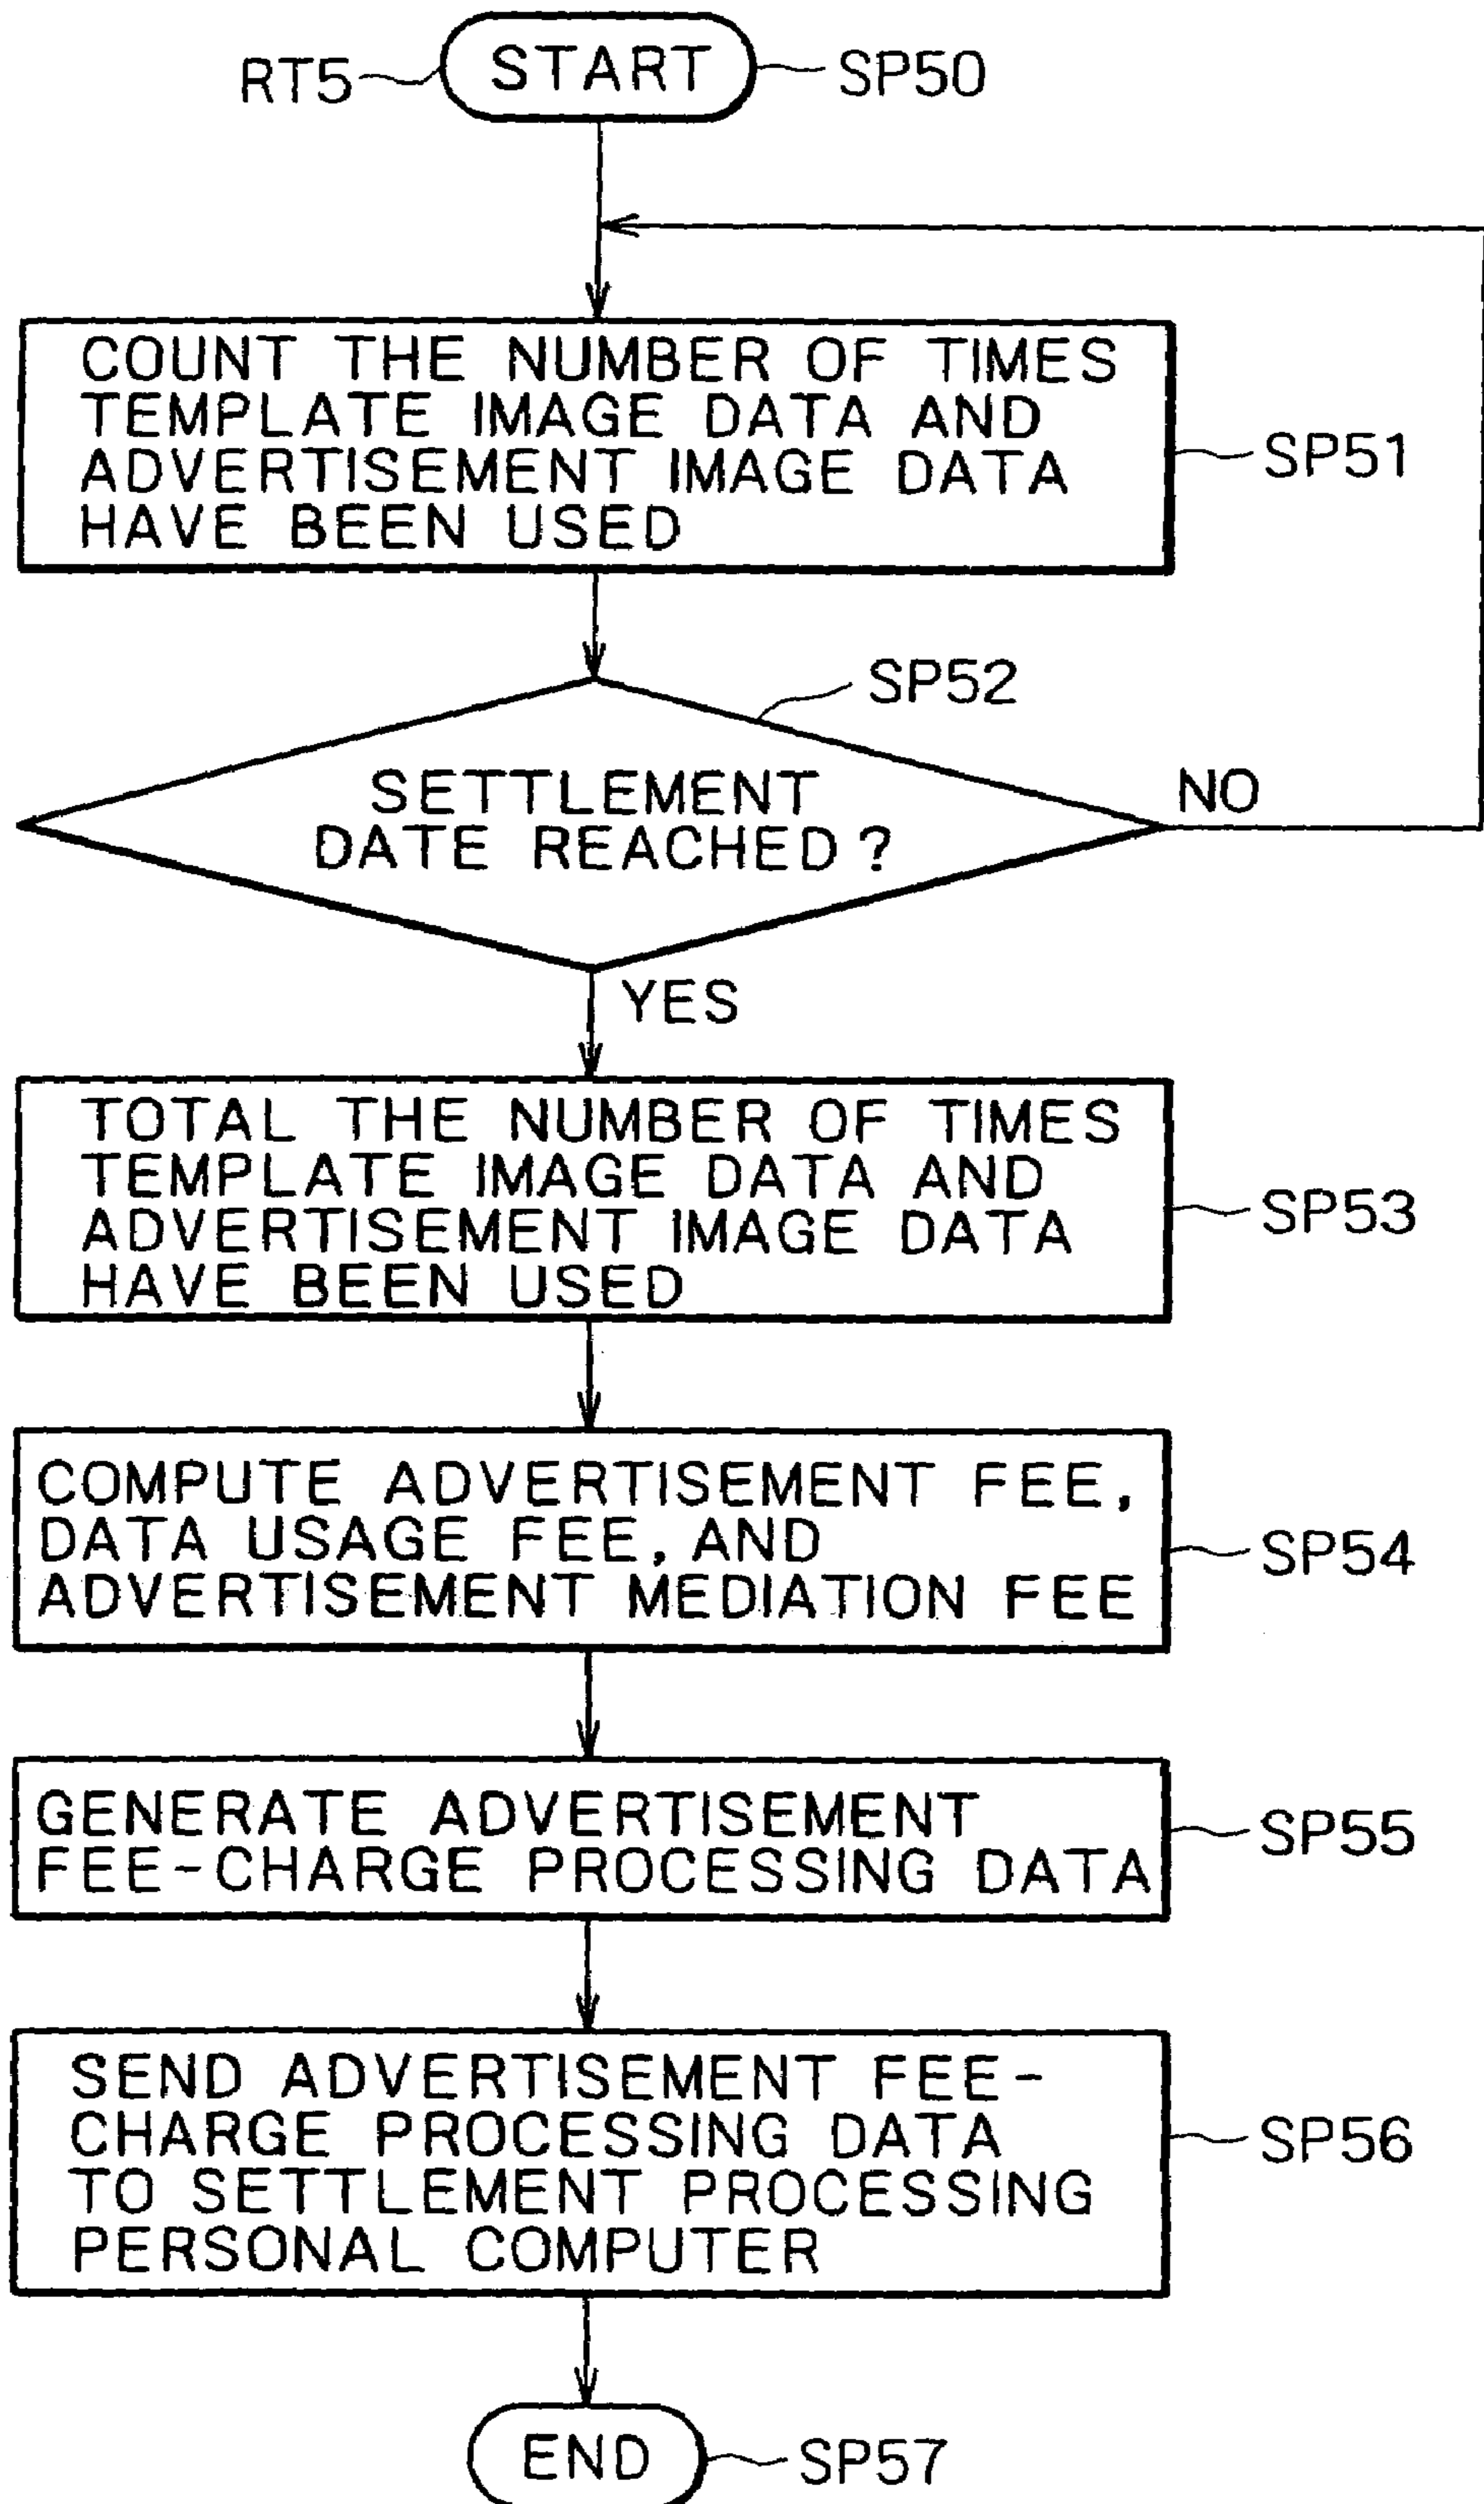 RT5 START SP50
COUNT THE NUMBER OF TIMES
TEMPLATE IMAGE DATA AND
ADVERTISEMENT IMAGE DATA
HAVE BEEN USED
SP51
SP52
SETTLEMENT
DATE REACHED?
NO
YES
TOTAL THE NUMBER OF TIMES
TEMPLATE IMAGE DATA AND
ADVERTISEMENT IMAGE DATA
HAVE BEEN USED
SP53
COMPUTE ADVERTISEMENT FEE,
DATA USAGE FEE, AND
ADVERTISEMENT MEDIATION FEE
SP54
GENERATE ADVERTISEMENT
FEE-CHARGE PROCESSING DATA
SP55
SEND ADVERTISEMENT FEE-
CHARGE PROCESSING DATA
TO SETTLEMENT PROCESSING
PERSONAL COMPUTER
SP56
END SP57